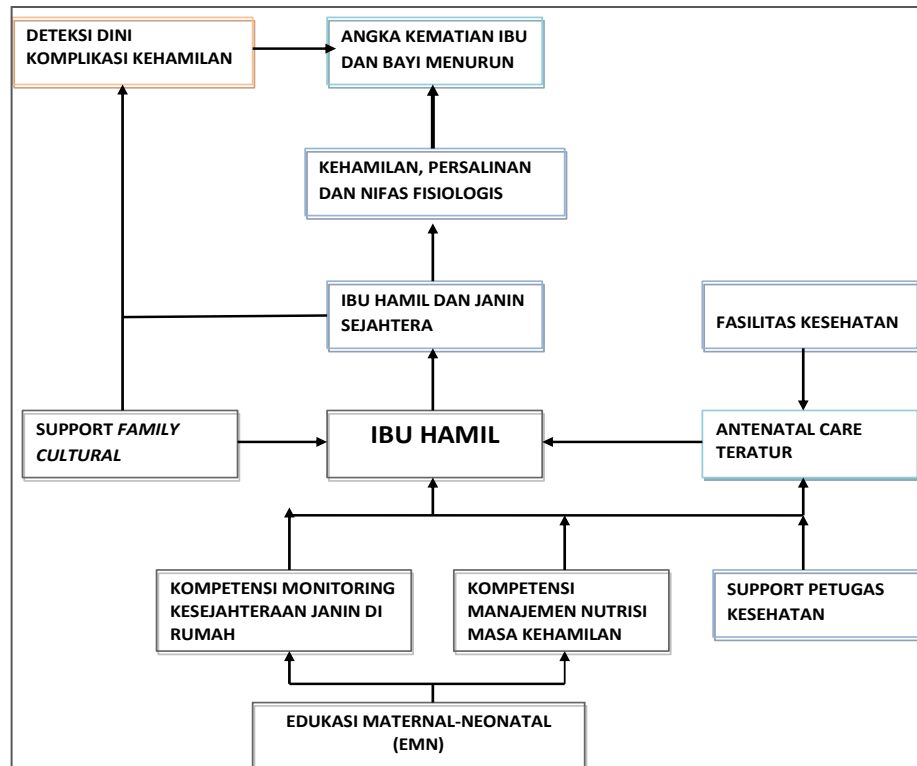 DETEKSI DINI
KOMPLIKASI KEHAMILAN
ANGKA KEMATIAN IBU
DAN BAYI MENURUN
KEHAMILAN, PERSALINAN
DAN NIFAS FISIOLOGIS
IBU HAMIL DAN JANIN
SEJAHTERA
FASILITAS KESEHATAN
SUPPORT FAMILY
CULTURAL
IBU HAMIL
ANTENATAL CARE
TERATUR
KOMPETENSI MONITORING
KESEJAHTERAAN JANIN DI
RUMAH
KOMPETENSI
MANAJEMEN NUTRISI
MASA KEHAMILAN
SUPPORT PETUGAS
KESEHATAN
EDUKASI MATERNAL-NEONATAL
(EMN)